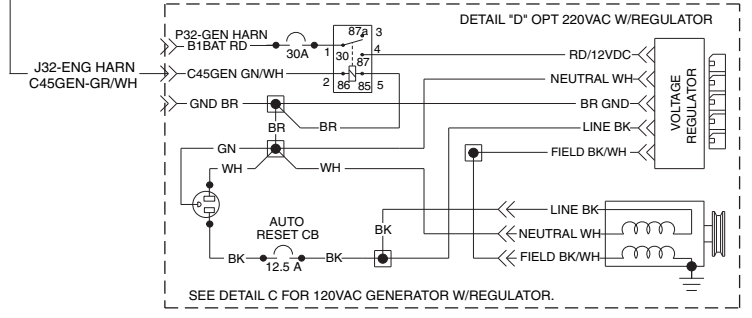 DETAIL "D" OPT 220VAC W/REGULATOR
P32-GEN HARN
B1BAT RD
30A
87a 3
1 30 4
87
2 86 85 5
RD/12VDC
J32-ENG HARN
C45GEN-GR/WH
C45GEN GN/WH
NEUTRAL WH
VOLTAGE
REGULATOR
GND BR
BR GND
BR
BR
LINE BK
GN
FIELD BK/WH
WH
WH
AUTO
RESET CB
BK
LINE BK
NEUTRAL WH
BK
BK
FIELD BK/WH
12.5 A
SEE DETAIL C FOR 120VAC GENERATOR W/REGULATOR.